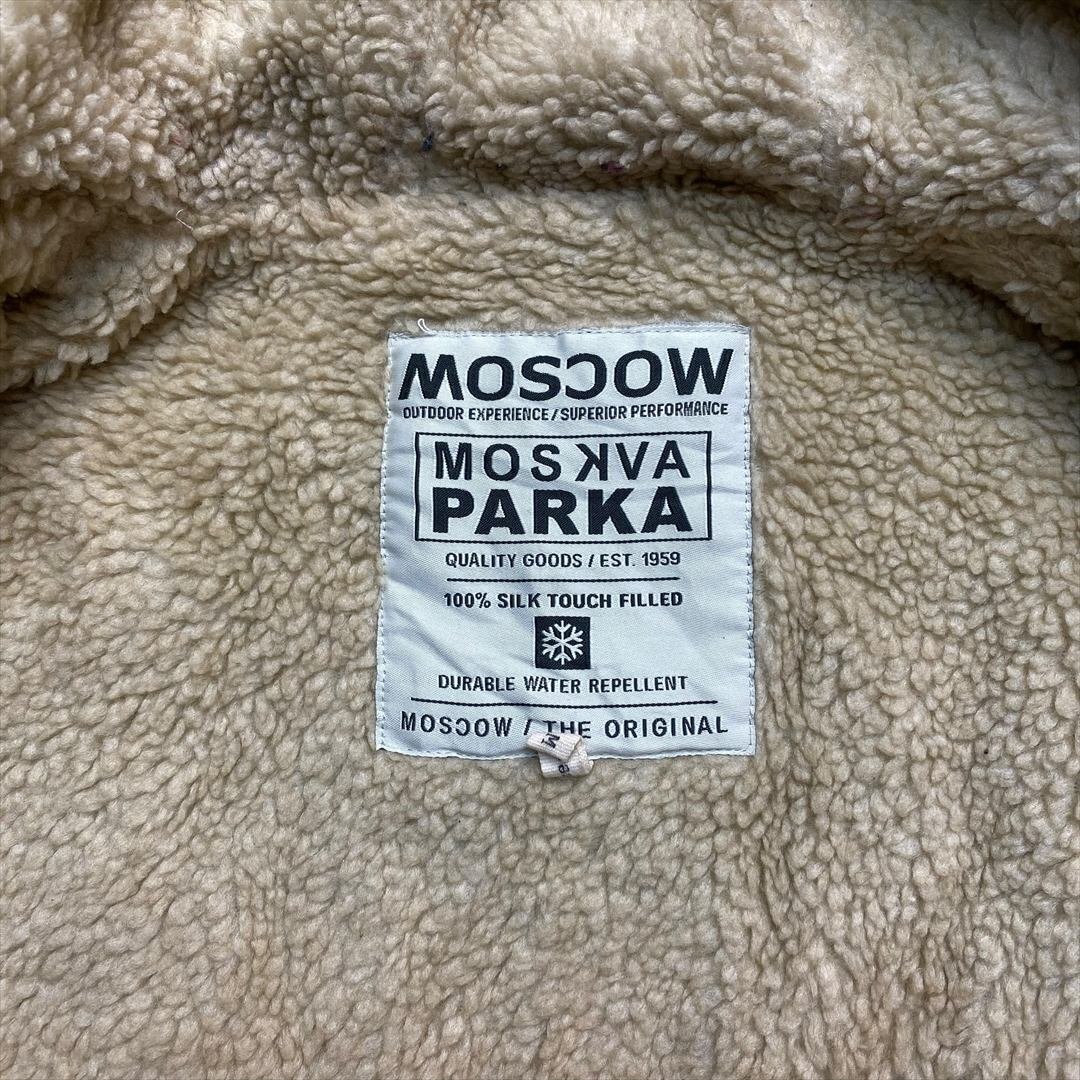 MOSCOW
OUTDOOR EXPERIENCE / SUPERIOR PERFORMANCE
MOSKVA
PARKA
QUALITY GOODS / EST. 1959
100% SILK TOUCH FILLED
DURABLE WATER REPELLENT
MOSCOW / THE ORIGINAL
M